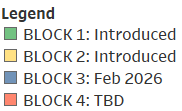 Legend
BLOCK 1: Introduced
BLOCK 2: Introduced
BLOCK 3: Feb 2026
BLOCK 4: TBD